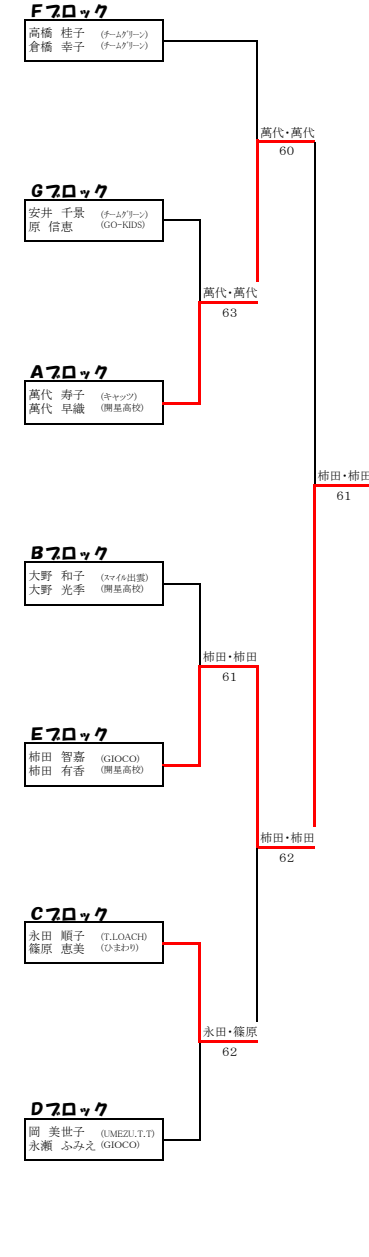 Fブロック
高橋 桂子 (チームグリーン)
倉橋 幸子 (チームグリーン)
萬代・萬代
60
Gブロック
安井 千景 (チームグリーン)
原 信恵 (GO-KIDS)
萬代・萬代
63
Aブロック
萬代 寿子 (キャッツ)
萬代 早織 (開星高校)
柿田・柿田
61
Bブロック
大野 和子 (スマイル出雲)
大野 光季 (開星高校)
柿田・柿田
61
Eブロック
柿田 智嘉 (GIOCO)
柿田 有香 (開星高校)
柿田・柿田
62
Cブロック
永田 順子 (T.LOACH)
篠原 恵美 (ひまわり)
永田・篠原
62
Dブロック
岡 美世子 (UMEZU.T.T)
永瀬 ふみえ (GIOCO)